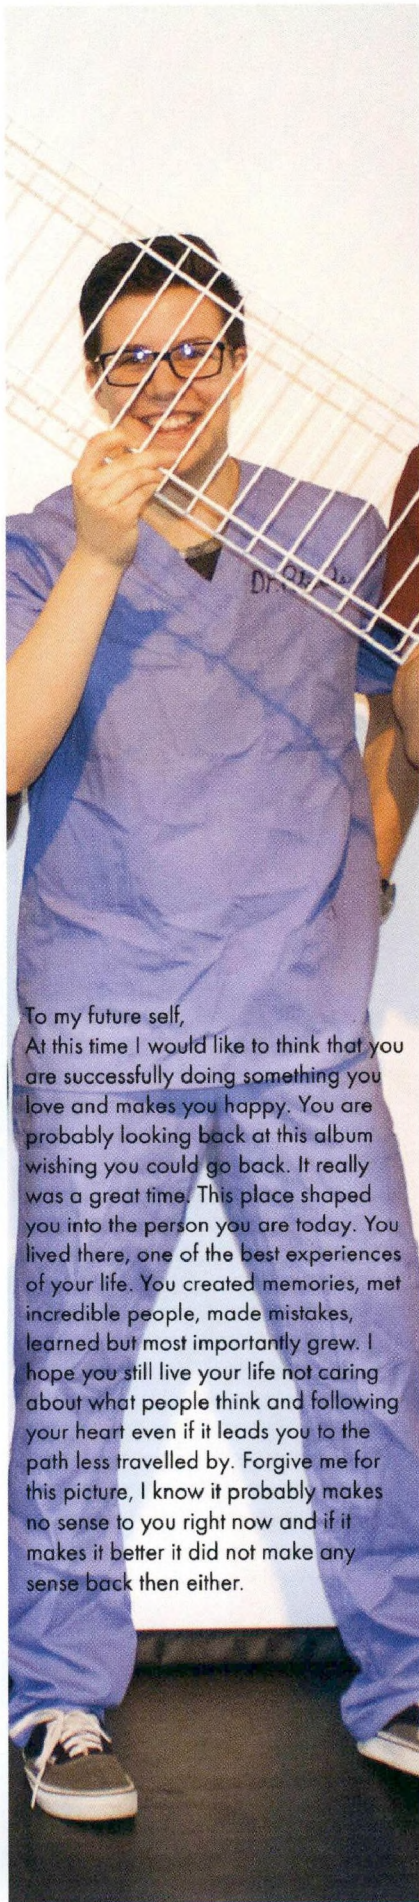 To my future self,
At this time I would like to think that you
are successfully doing something you
love and makes you happy. You are
probably looking back at this album
wishing you could go back. It really
was a great time. This place shaped
you into the person you are today. You
lived there, one of the best experiences
of your life. You created memories, met
incredible people, made mistakes,
learned but most importantly grew. I
hope you still live your life not caring
about what people think and following
your heart even if it leads you to the
path less travelled by. Forgive me for
this picture, I know it probably makes
no sense to you right now and if it
makes it better it did not make any
sense back then either.